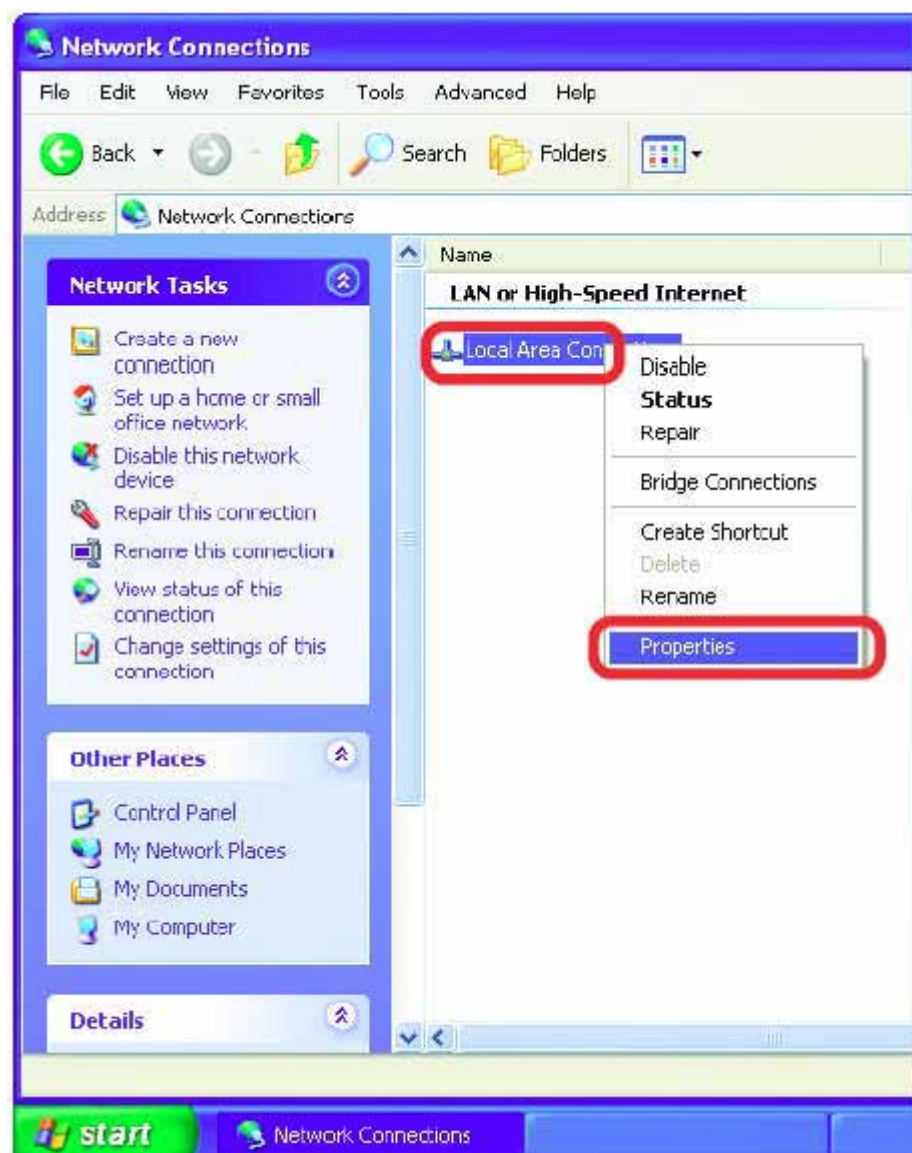 Network Connections
File Edit View Favorites Tools Advanced Help
Back Search Folders
Address Network Connections
Network Tasks
Create a new
connection
Set up a home or small
office network
Disable this network
device
Repair this connection
Rename this connection
View status of this
connection
Change settings of this
connection
Other Places
Control Panel
My Network Places
My Documents
My Computer
Details
Name
LAN or High-Speed Internet
Local Area Con
Disable
Status
Repair
Bridge Connections
Create Shortcut
Delete
Rename
Properties
start Network Connections